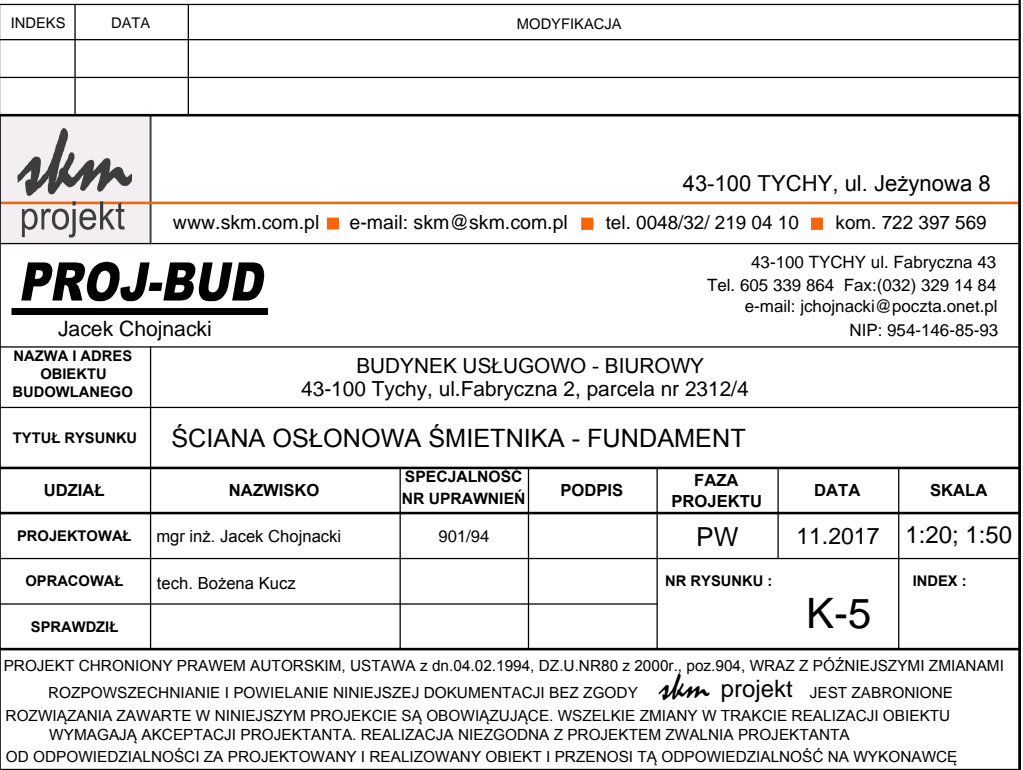 INDEKS DATA MODYFIKACJA
skm
projekt
43-100 TYCHY, ul. Jeżynowa 8
www.skm.com.pl e-mail: skm@skm.com.pl tel. 0048/32/ 219 04 10 kom. 722 397 569
PROJ-BUD
Jacek Chojnacki
43-100 TYCHY ul. Fabryczna 43
Tel. 605 339 864 Fax:(032) 329 14 84
e-mail: jchojnacki@poczta.onet.pl
NIP: 954-146-85-93
NAZWA I ADRES
OBIEKTU
BUDOWLANEGO
BUDYNEK USŁUGOWO - BIUROWY
43-100 Tychy, ul.Fabryczna 2, parcela nr 2312/4
TYTUŁ RYSUNKU ŚCIANA OSŁONOWA ŚMIETNIKA - FUNDAMENT
UDZIAŁ NAZWISKO SPECJALNOŚĆ NR UPRAWNIEŃ PODPIS FAZA PROJEKTU DATA SKALA
PROJEKTOWAŁ mgr inż. Jacek Chojnacki 901/94 PW 11.2017 1:20; 1:50
OPRACOWAŁ tech. Bożena Kucz NR RYSUNKU : INDEX :
K-5
SPRAWDZIŁ
PROJEKT CHRONIONY PRAWEM AUTORSKIM, USTAWA z dn.04.02.1994, DZ.U.NR80 z 2000r., poz.904, WRAZ Z PÓŹNIEJSZYMI ZMIANAMI
ROZPOWSZECHNIANIE I POWIELANIE NINIEJSZEJ DOKUMENTACJI BEZ ZGODY skm projekt JEST ZABRONIONE
ROZWIĄZANIA ZAWARTE W NINIEJSZYM PROJEKCIE SĄ OBOWIĄZUJĄCE. WSZELKIE ZMIANY W TRAKCIE REALIZACJI OBIEKTU
WYMAGAJĄ AKCEPTACJI PROJEKTANTA. REALIZACJA NIEZGODNA Z PROJEKTEM ZWALNIA PROJEKTANTA
OD ODPOWIEDZIALNOŚCI ZA PROJEKTOWANY I REALIZOWANY OBIEKT I PRZENOSI TĄ ODPOWIEDZIALNOŚĆ NA WYKONAWCĘ